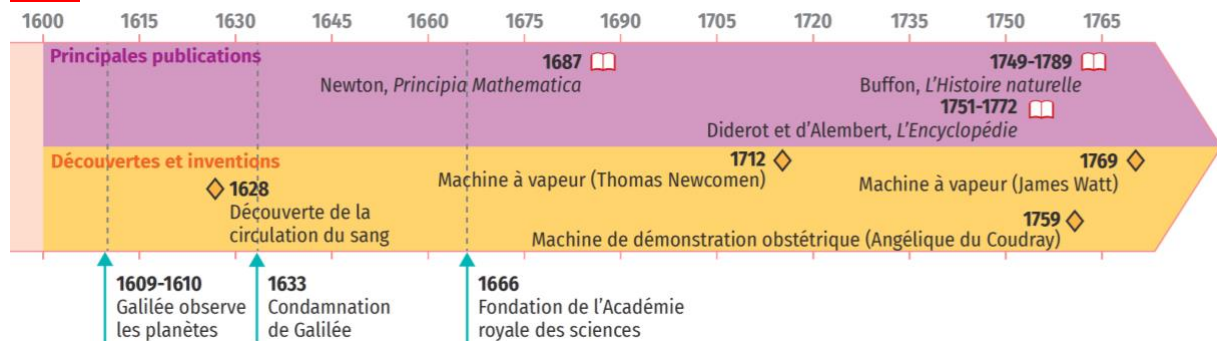 1600 1615 1630 1645 1660 1675 1690 1705 1720 1735 1750 1765
Principales publications
1687
Newton, Principia Mathematica
1749-1789
Buffon, L'Histoire naturelle
1751-1772
Diderot et d'Alembert, L'Encyclopédie
Découvertes et inventions
1628
Découverte de la
circulation du sang
1712
Machine à vapeur (Thomas Newcomen)
1769
Machine à vapeur (James Watt)
1759
Machine de démonstration obstétrique (Angélique du Coudray)
1609-1610
Galilée observe
les planètes
1633
Condamnation
de Galilée
1666
Fondation de l'Académie
royale des sciences